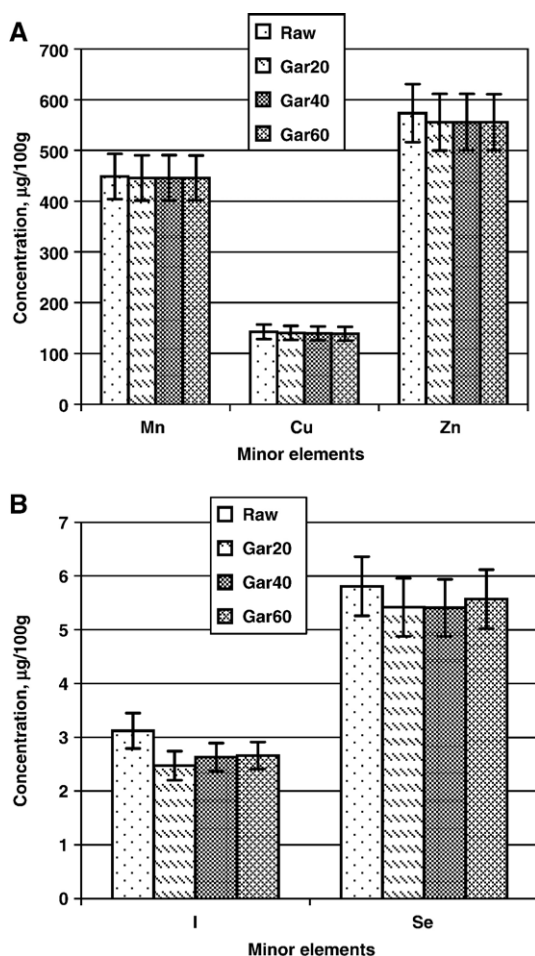 A
Raw
Gar20
Gar40
Gar60
Concentration, µg/100g
700
600
500
400
300
200
100
0
Mn Cu Zn
Minor elements
B
Raw
Gar20
Gar40
Gar60
Concentration, µg/100g
7
6
5
4
3
2
1
0
I Se
Minor elements